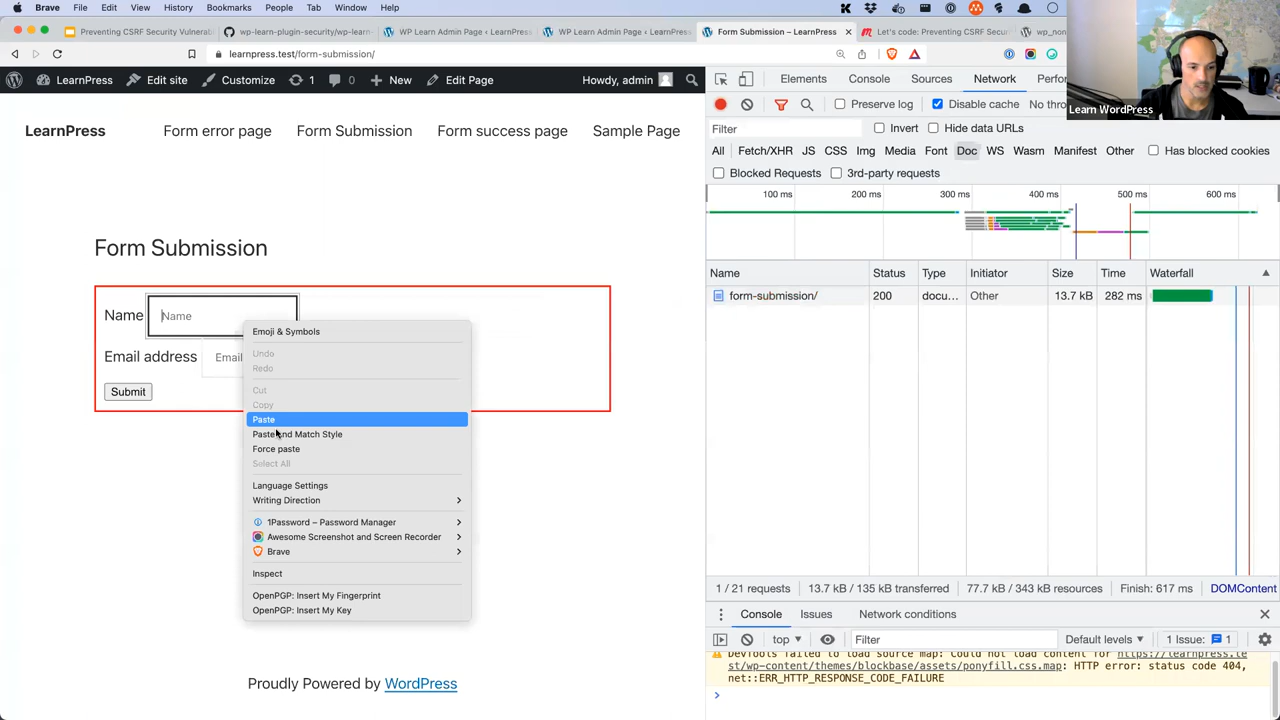 Brave File Edit View History Bookmarks People Tab Window Help
Preventing CSRF Security Vulnerab
wp-learn-plugin-security/wp-learn
WP Learn Admin Page ‹ LearnPress
WP Learn Admin Page ‹ LearnPress
Form Submission – LearnPress
Let's code: Preventing CSRF Secu
wp_non
learnpress.test/form-submission/
LearnPress Edit site Customize 1 0 New Edit Page Howdy, admin
LearnPress Form error page Form Submission Form success page Sample Page
Form Submission
Name Name
Email address Email
Submit
Emoji & Symbols
Undo
Redo
Cut
Copy
Paste
Paste and Match Style
Force paste
Select All
Language Settings
Writing Direction
1Password – Password Manager
Awesome Screenshot and Screen Recorder
Brave
Inspect
OpenPGP: Insert My Fingerprint
OpenPGP: Insert My Key
Proudly Powered by WordPress
Elements Console Sources Network Perfo
Learn WordPress
Preserve log Disable cache No thro
Filter Invert Hide data URLs
All Fetch/XHR JS CSS Img Media Font Doc WS Wasm Manifest Other Has blocked cookies
Blocked Requests 3rd-party requests
100 ms 200 ms 300 ms 400 ms 500 ms 600 ms
Name Status Type Initiator Size Time Waterfall
form-submission/ 200 docu... Other 13.7 kB 282 ms
1 / 21 requests 13.7 kB / 135 kB transferred 77.7 kB / 343 kB resources Finish: 617 ms DOMContent
Console Issues Network conditions
top Filter Default levels 1 Issue: 1
DevTools failed to load source map: Could not load content for https://learnpress.te
st/wp-content/themes/blockbase/assets/ponyfill.css.map: HTTP error: status code 404,
net::ERR_HTTP_RESPONSE_CODE_FAILURE